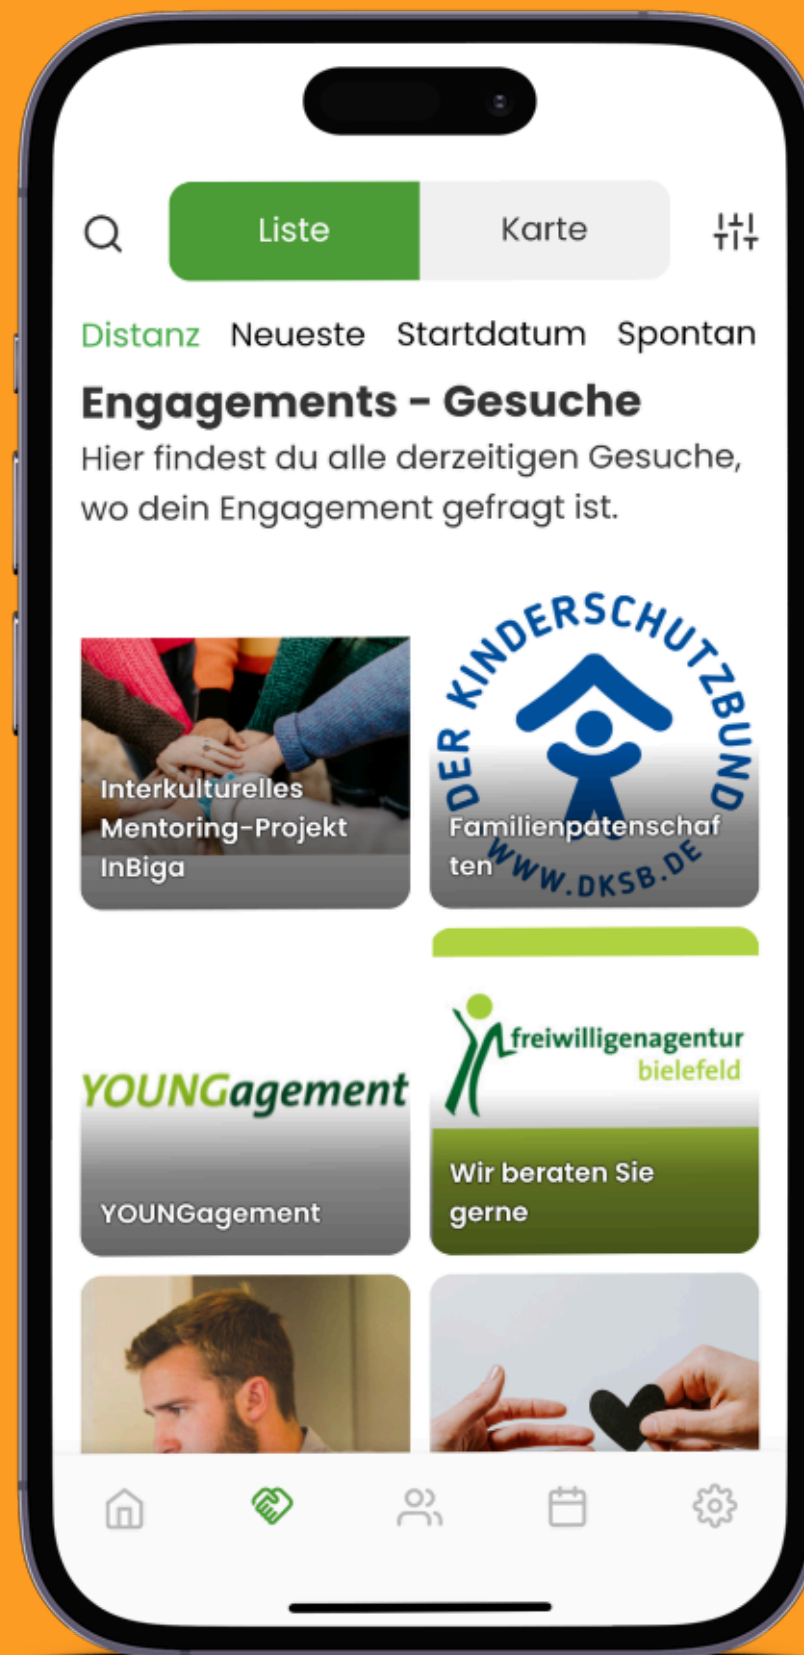 Liste
Karte
Distanz Neueste Startdatum Spontan
Engagements - Gesuche
Hier findest du alle derzeitigen Gesuche,
wo dein Engagement gefragt ist.
Interkulturelles
Mentoring-Projekt
InBiga
DER KINDERSCHUTZBUND
Familienpatenschaf
ten
WWW.DKSB.DE
YOUNGagement
YOUNGagement
freiwilligenagentur
bielefeld
Wir beraten Sie
gerne